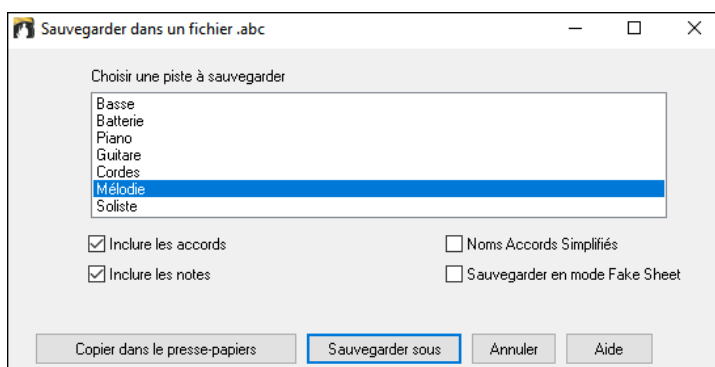 Sauvegarder dans un fichier .abc
Choisir une piste à sauvegarder
Basse
Batterie
Piano
Guitare
Cordes
Mélodie
Soliste
Inclure les accords
Noms Accords Simplifiés
Inclure les notes
Sauvegarder en mode Fake Sheet
Copier dans le presse-papiers
Sauvegarder sous
Annuler
Aide